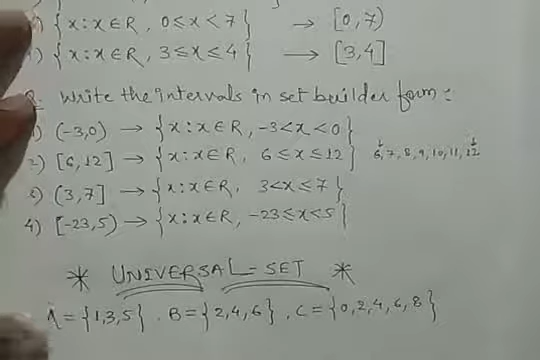 {x : x ∈ R, 0 ≤ x < 7} → [0, 7)
{x : x ∈ R, 3 ≤ x ≤ 4} → [3, 4]
Q. Write the intervals in set builder form :
1) (-3, 0) → {x : x ∈ R, -3 < x < 0}
2) [6, 12] → {x : x ∈ R, 6 ≤ x ≤ 12} 6, 7, 8, 9, 10, 11, 12
3) (3, 7] → {x : x ∈ R, 3 < x ≤ 7}
4) [-23, 5) → {x : x ∈ R, -23 ≤ x < 5}
* UNIVERSAL - SET *
A = {1, 3, 5} , B = {2, 4, 6} , C = {0, 2, 4, 6, 8}